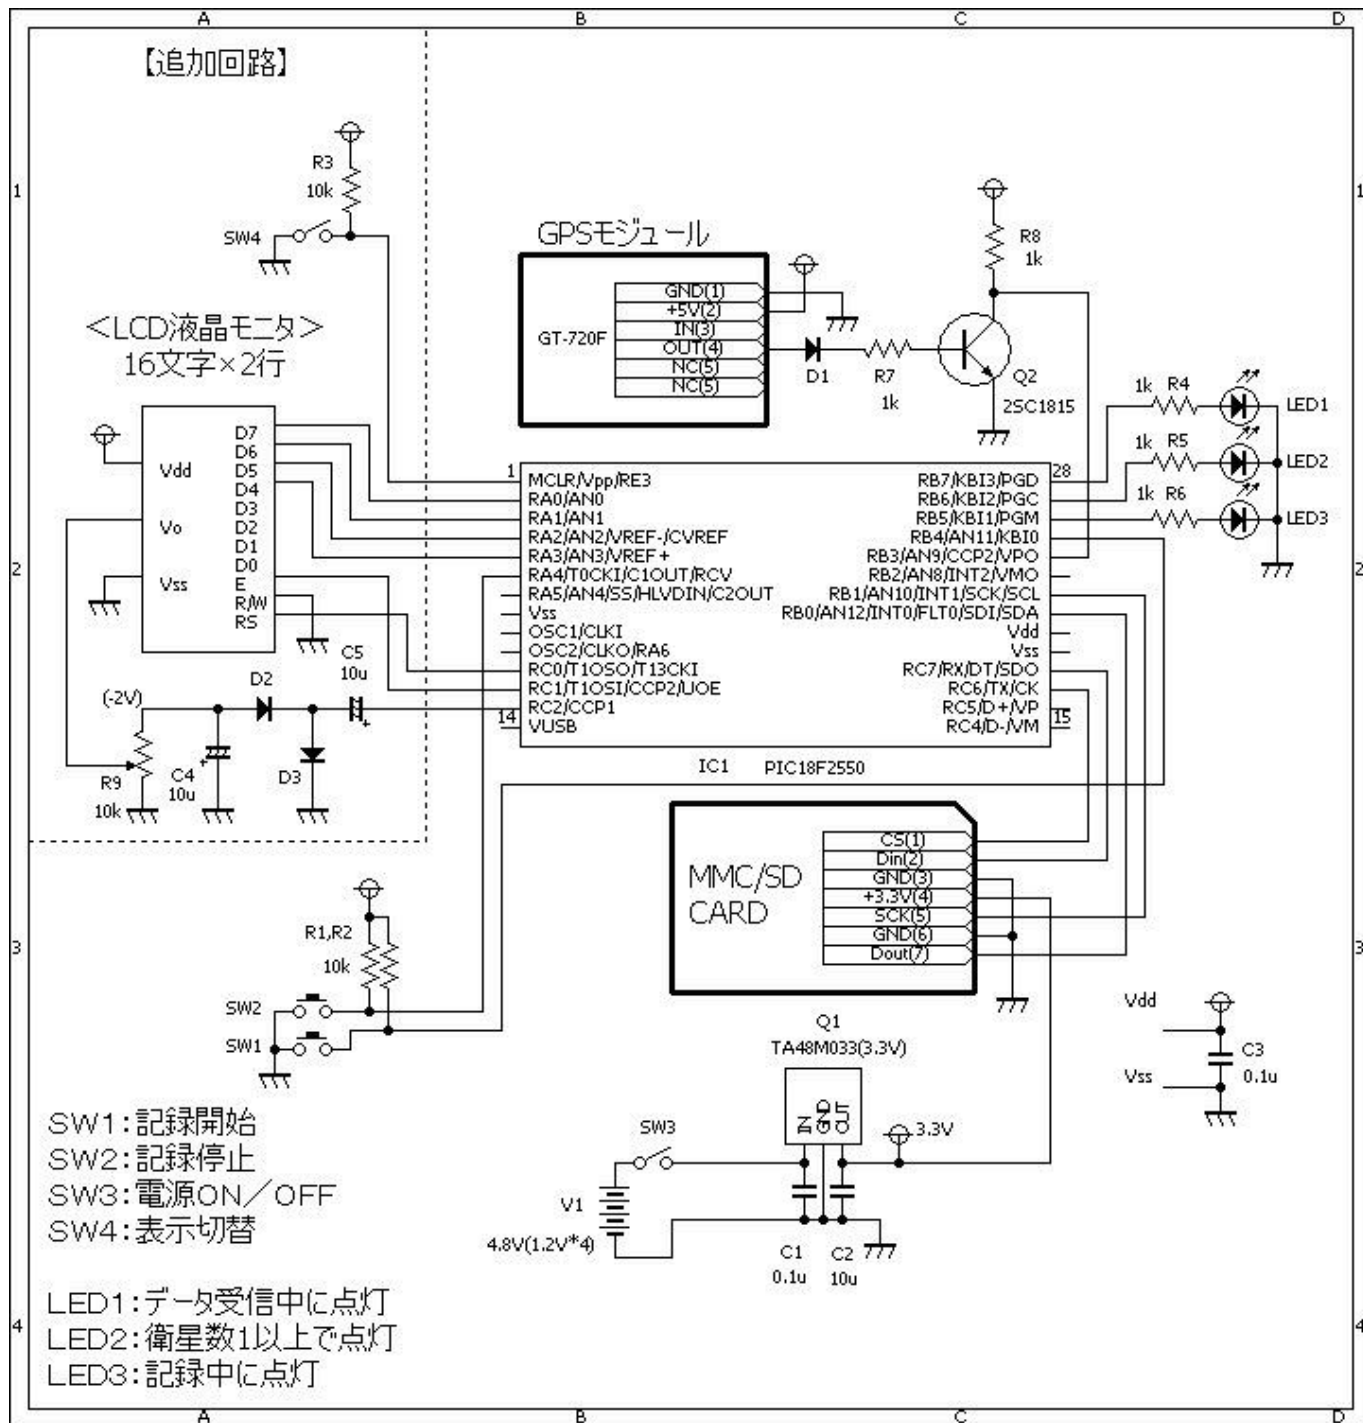 A B C D
【追加回路】
R3
10k
1 1
SW4
GPSモジュール
R8
1k
GND(1)
+5V(2)
IN(3)
GT-720F
OUT(4)
NC(5)
NC(5)
D1
R7
1k
Q2
2SC1815
<LCD液晶モニタ>
16文字×2行
1k R4
LED1
1k R5
LED2
1k R6
LED3
D7
D6
Vdd
D5
D4
D3
Vo
D2
D1
D0
Vss
E
R/W
RS
1
28
MCLR/Vpp/RE3
RB7/KBI3/PGD
RA0/AN0
RB6/KBI2/PGC
RA1/AN1
RB5/KBI1/PGM
RA2/AN2/VREF-/CVREF
RB4/AN11/KBI0
RA3/AN3/VREF+
RB3/AN9/CCP2/VPO
2 2
RA4/T0CKI/C1OUT/RCV
RB2/AN8/INT2/VMO
RA5/AN4/SS/HLVDIN/C2OUT
RB1/AN10/INT1/SCK/SCL
Vss
RB0/AN12/INT0/FLT0/SDI/SDA
OSC1/CLKI
Vdd
OSC2/CLKO/RA6
Vss
RC0/T1OSO/T13CKI
RC7/RX/DT/SDO
RC1/T1OSI/CCP2/UOE
RC6/TX/CK
RC2/CCP1
RC5/D+/VP
14
15
VUSB
RC4/D-/VM
C5
10u
D2
(-2V)
R9
10k
C4
10u
D3
IC1 PIC18F2550
MMC/SD
CARD
CS(1)
Din(2)
GND(3)
+3.3V(4)
SCK(5)
GND(6)
Dout(7)
R1,R2
10k
3 3
SW2
SW1
Q1
TA48M033(3.3V)
IN
GND
OUT
Vdd
C3
0.1u
Vss
SW3
3.3V
V1
4.8V(1.2V*4)
C1
0.1u
C2
10u
SW1:記録開始
SW2:記録停止
SW3:電源ON/OFF
SW4:表示切替
LED1:データ受信中に点灯
4 4
LED2:衛星数1以上で点灯
LED3:記録中に点灯
A B C D